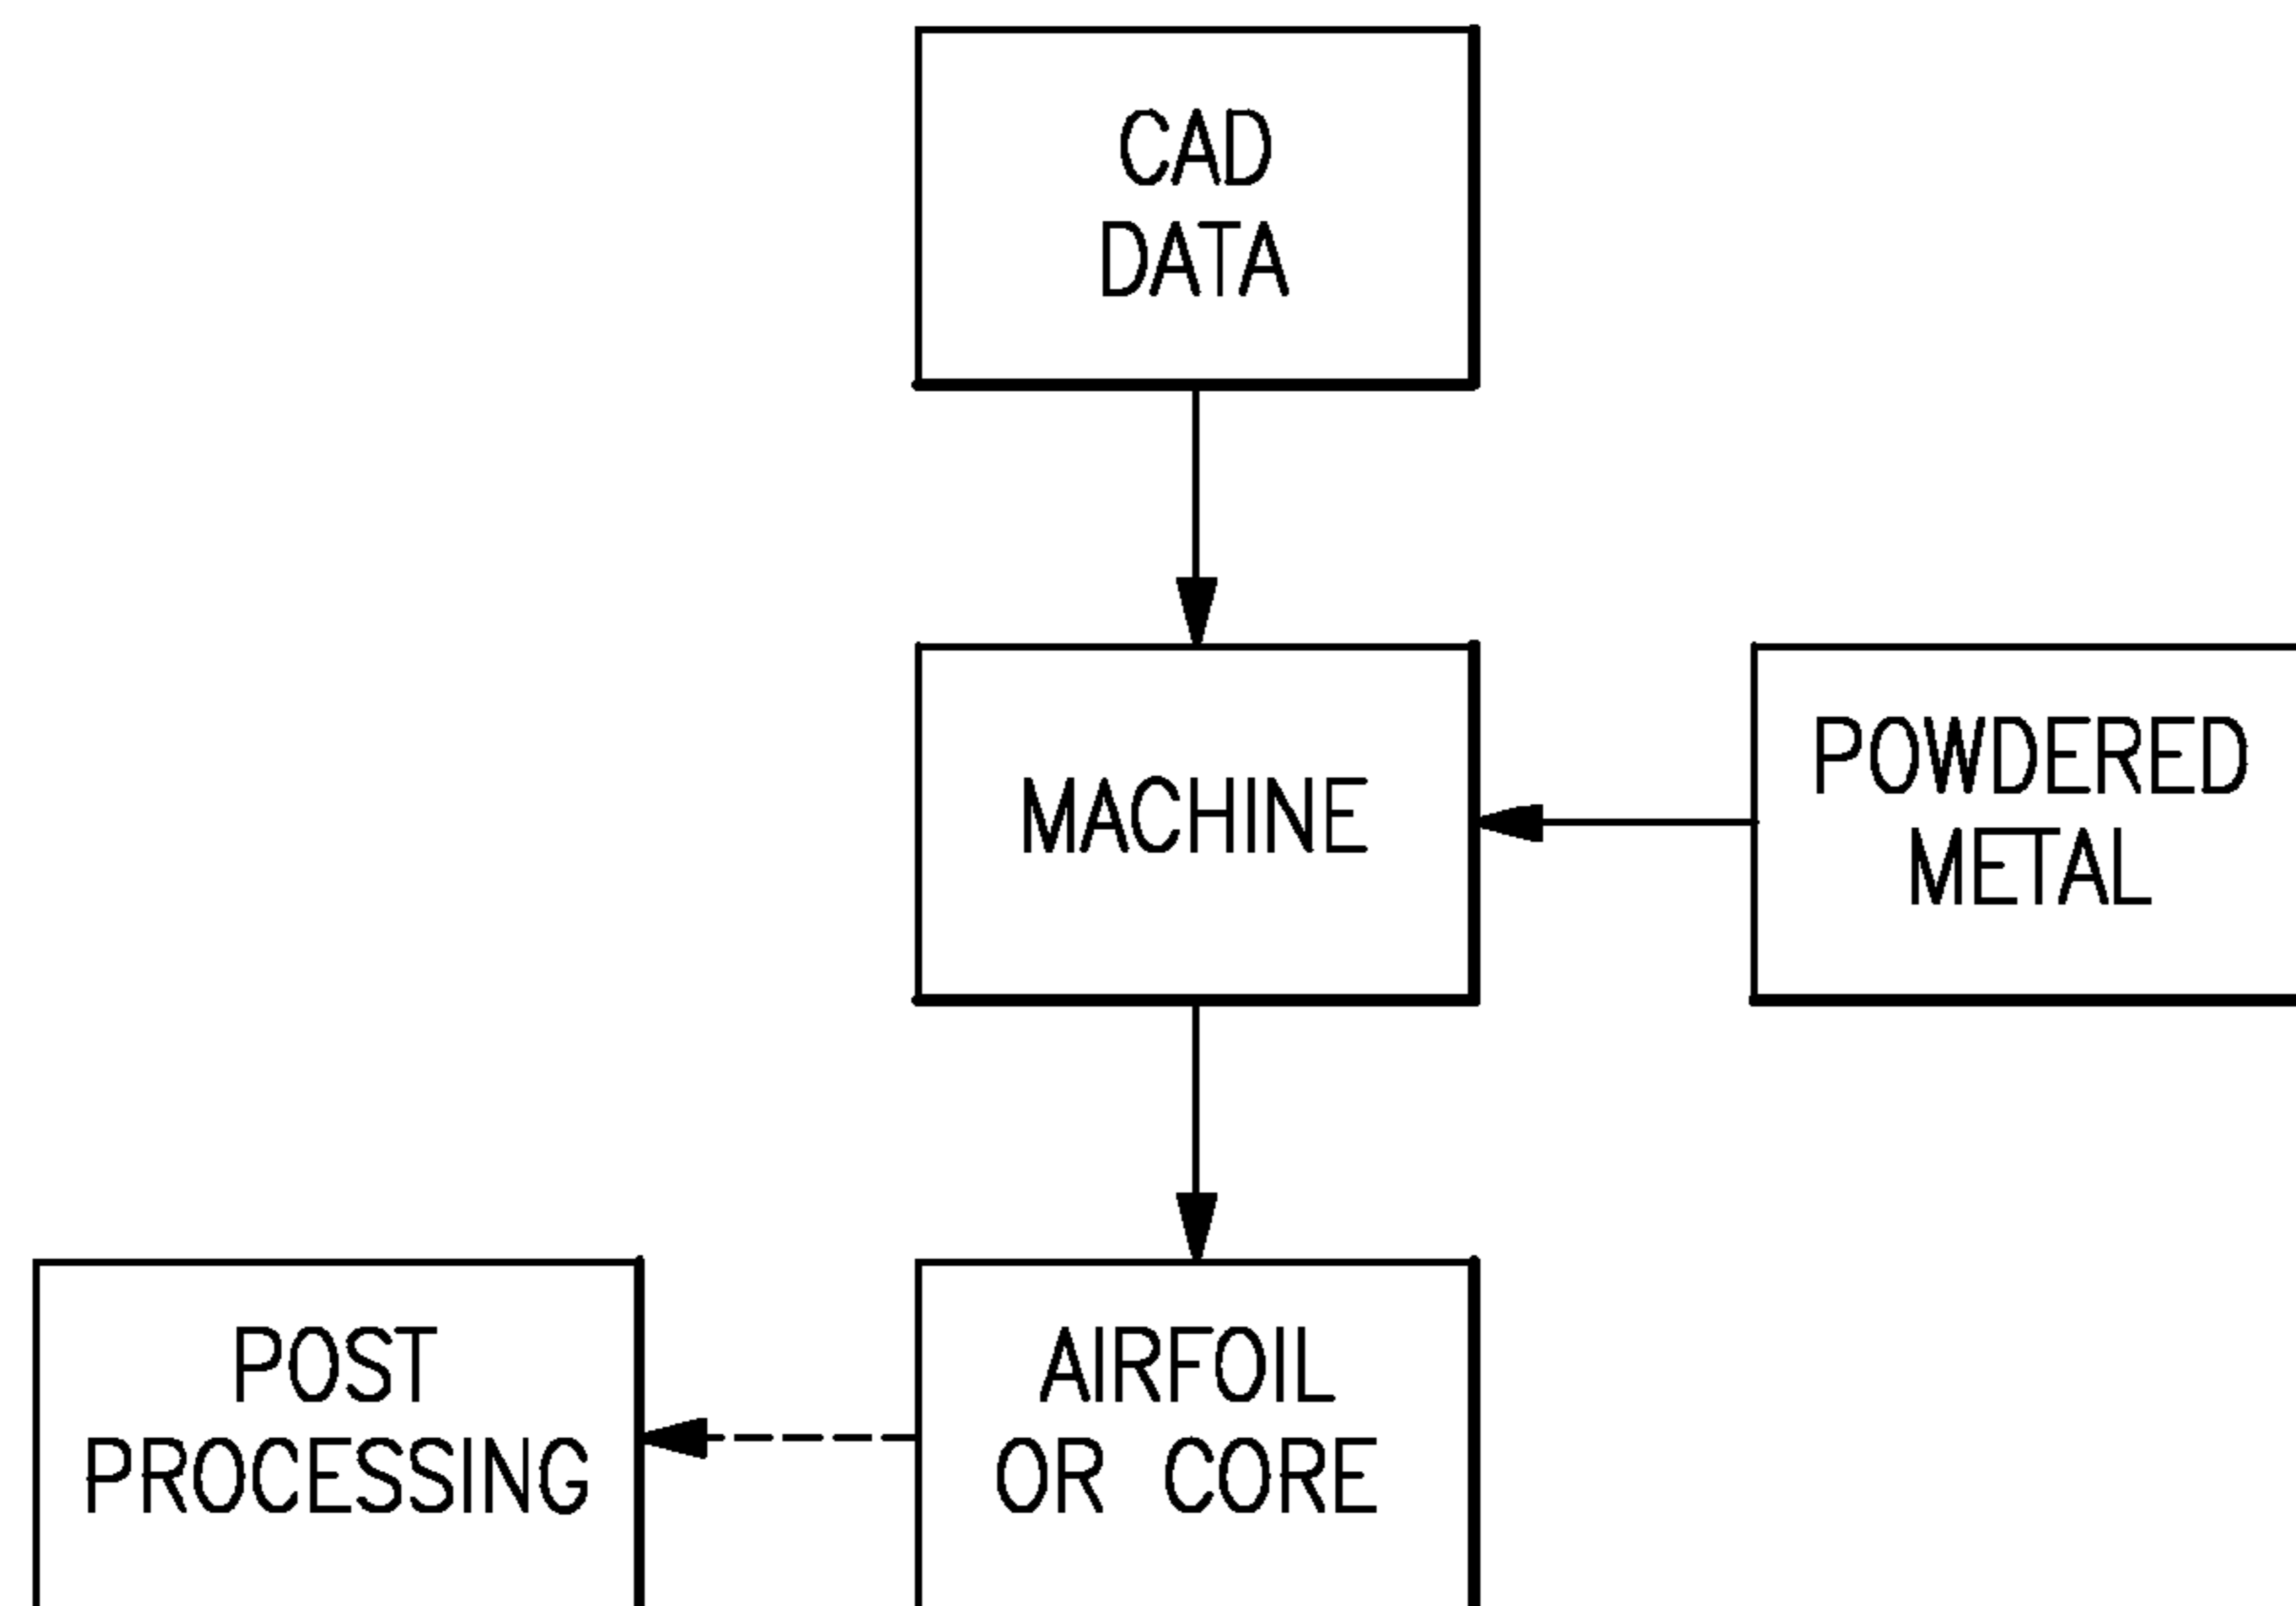 CAD
DATA
MACHINE
POWDERED
METAL
POST
PROCESSING
AIRFOIL
OR CORE